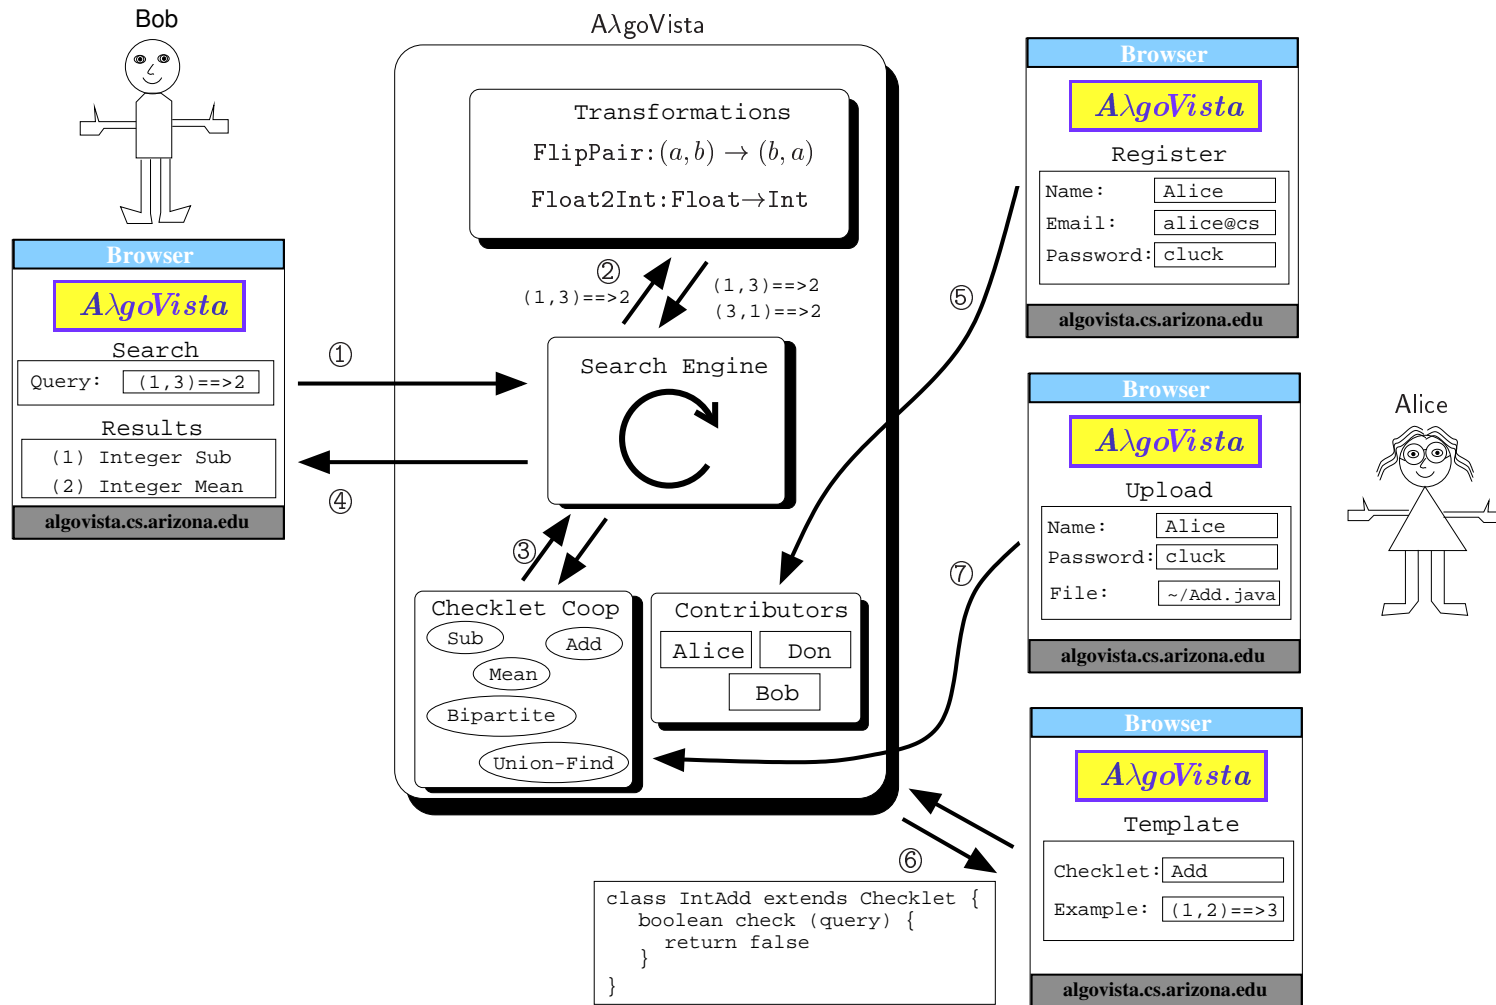 Bob
Browser
AλgoVista
Search
Query: (1,3)==>2
Results
(1) Integer Sub
(2) Integer Mean
algovista.cs.arizona.edu
①
④
AλgoVista
Transformations
FlipPair:(a, b) → (b, a)
Float2Int:Float→Int
②
(1,3)==>2
(1,3)==>2
(3,1)==>2
Search Engine
③
Checklet Coop
Sub
Add
Mean
Bipartite
Union-Find
Contributors
Alice Don
Bob
⑤
⑦
⑥
class IntAdd extends Checklet {
boolean check (query) {
return false
}
}
Browser
AλgoVista
Register
Name: Alice
Email: alice@cs
Password: cluck
algovista.cs.arizona.edu
Browser
AλgoVista
Upload
Name: Alice
Password: cluck
File: ~/Add.java
algovista.cs.arizona.edu
Alice
Browser
AλgoVista
Template
Checklet: Add
Example: (1,2)==>3
algovista.cs.arizona.edu